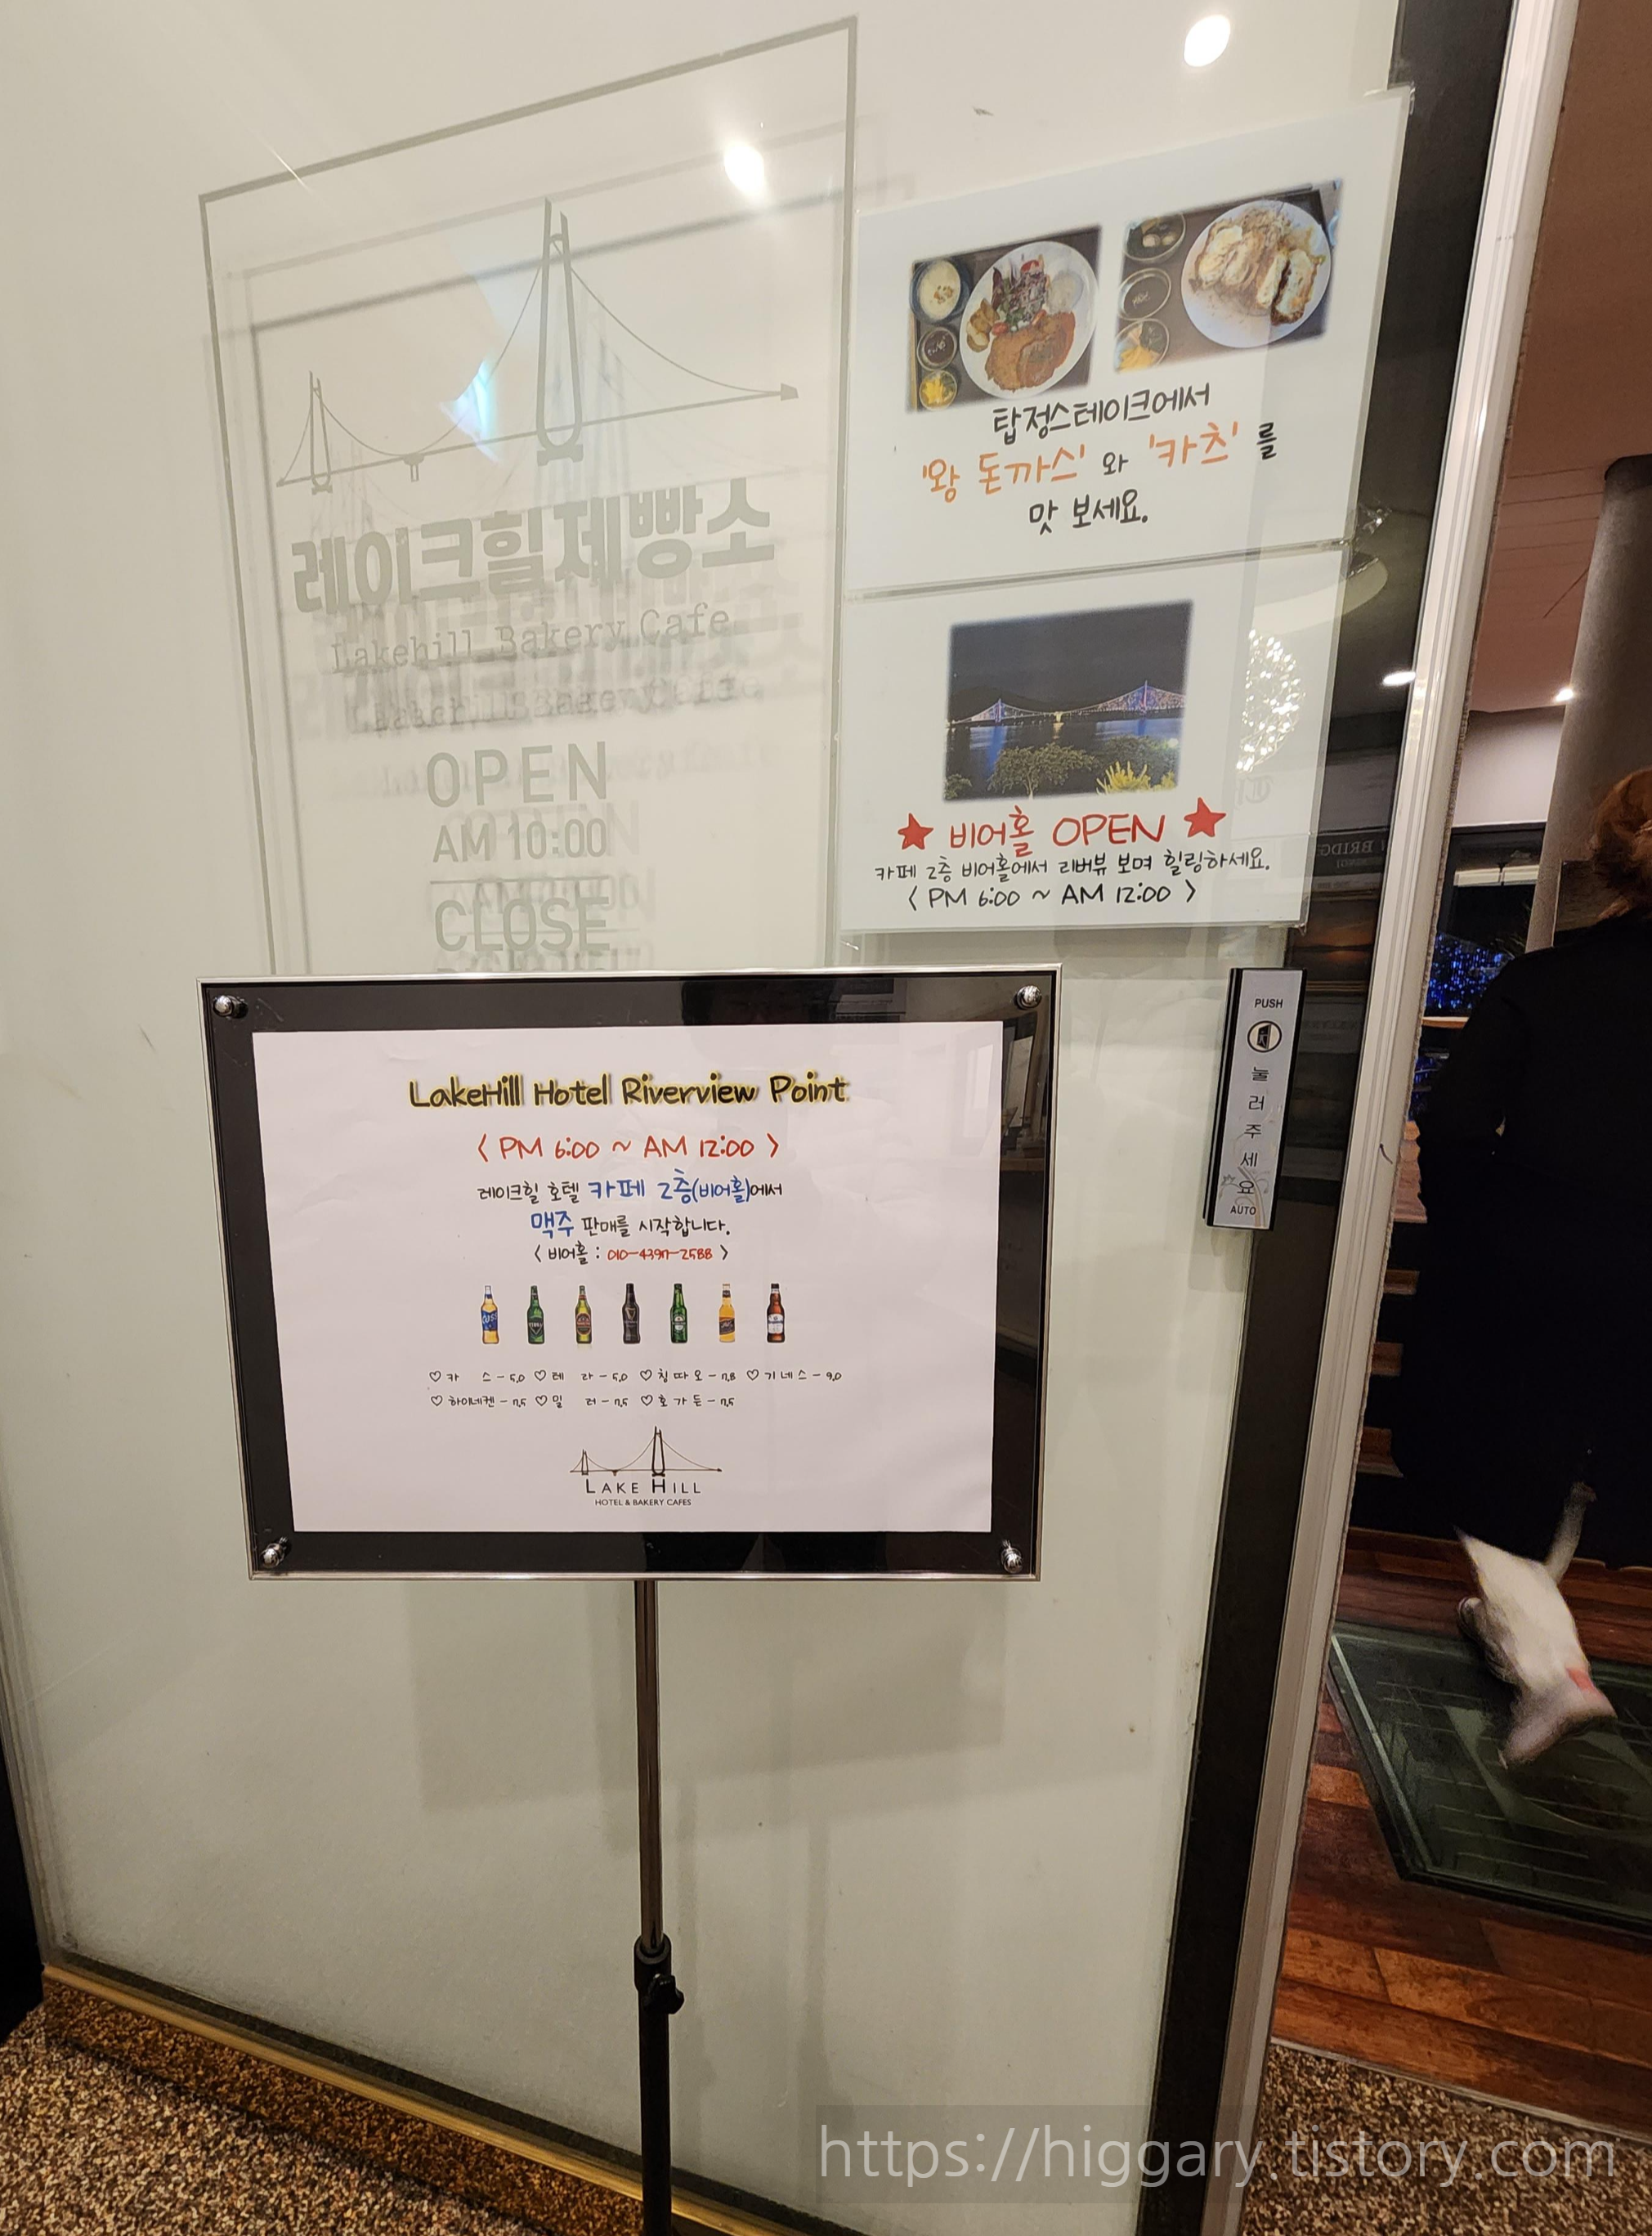 레이크힐제빵소
Lakehill Bakery Cafe
OPEN
AM 10:00
CLOSE
탑정스테이크에서
'왕 돈까스' 와 '카츠' 를
맛 보세요.
★ 비어홀 OPEN ★
카페 2층 비어홀에서 리버뷰 보며 힐링하세요.
< PM 6:00 ~ AM 12:00 >
PUSH
눌러주세요
AUTO
LakeHill Hotel Riverview Point
< PM 6:00 ~ AM 12:00 >
레이크힐 호텔 카페 2층(비어홀)에서
맥주 판매를 시작합니다.
< 비어홀 : 010-4397-2588 >
♡카 스-5,0 ♡테 라-5,0 ♡칭따오-7,8 ♡기네스-9,0
♡하이네켄-7,5 ♡밀 러-7,5 ♡호가든-7,5
LAKE HILL
HOTEL & BAKERY CAFES
https://higgary.tistory.com